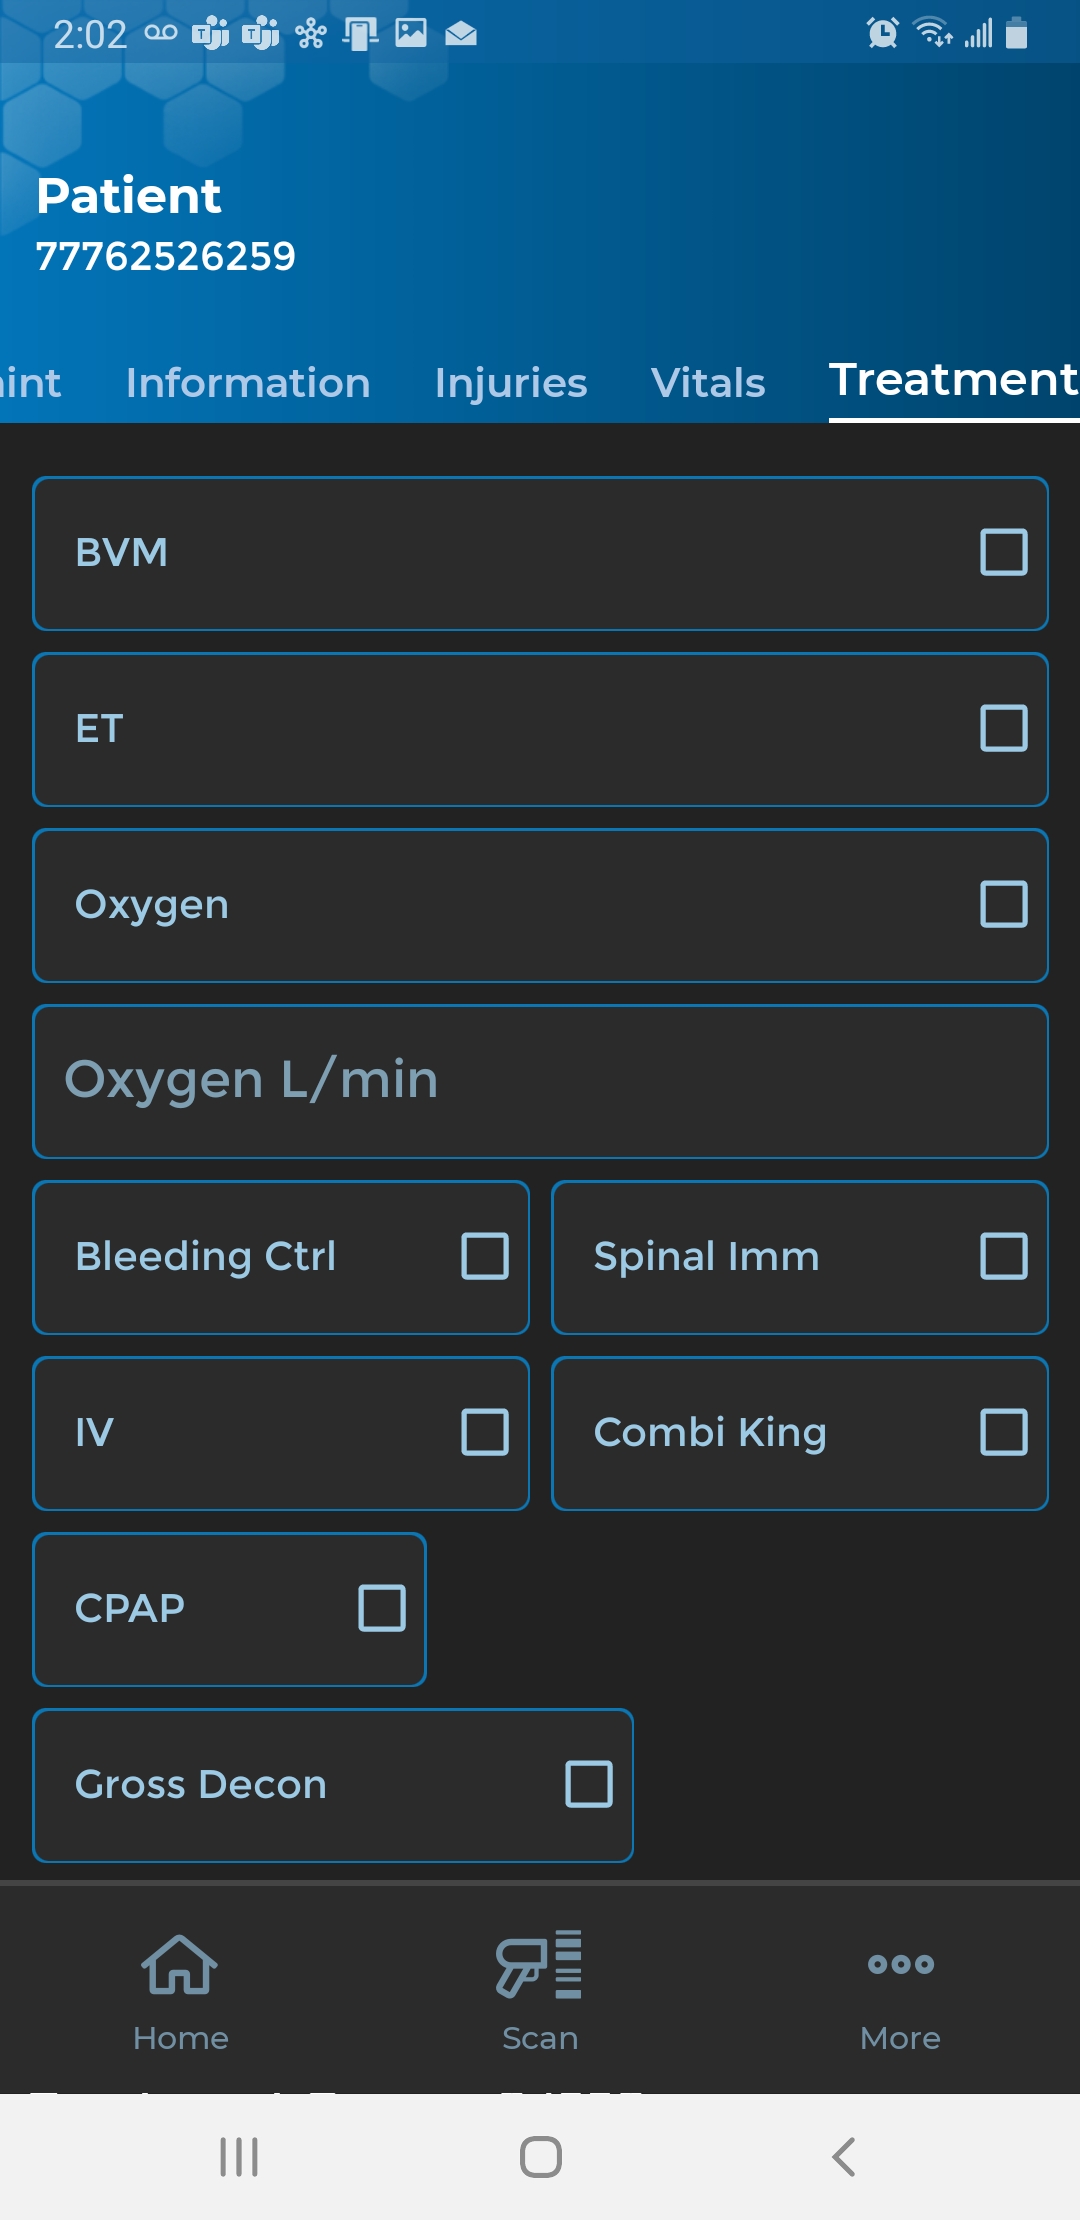 2:02
Patient
77762526259
int Information Injuries Vitals Treatment
BVM
ET
Oxygen
Oxygen L/min
Bleeding Ctrl Spinal Imm
IV Combi King
CPAP
Gross Decon
Home Scan More